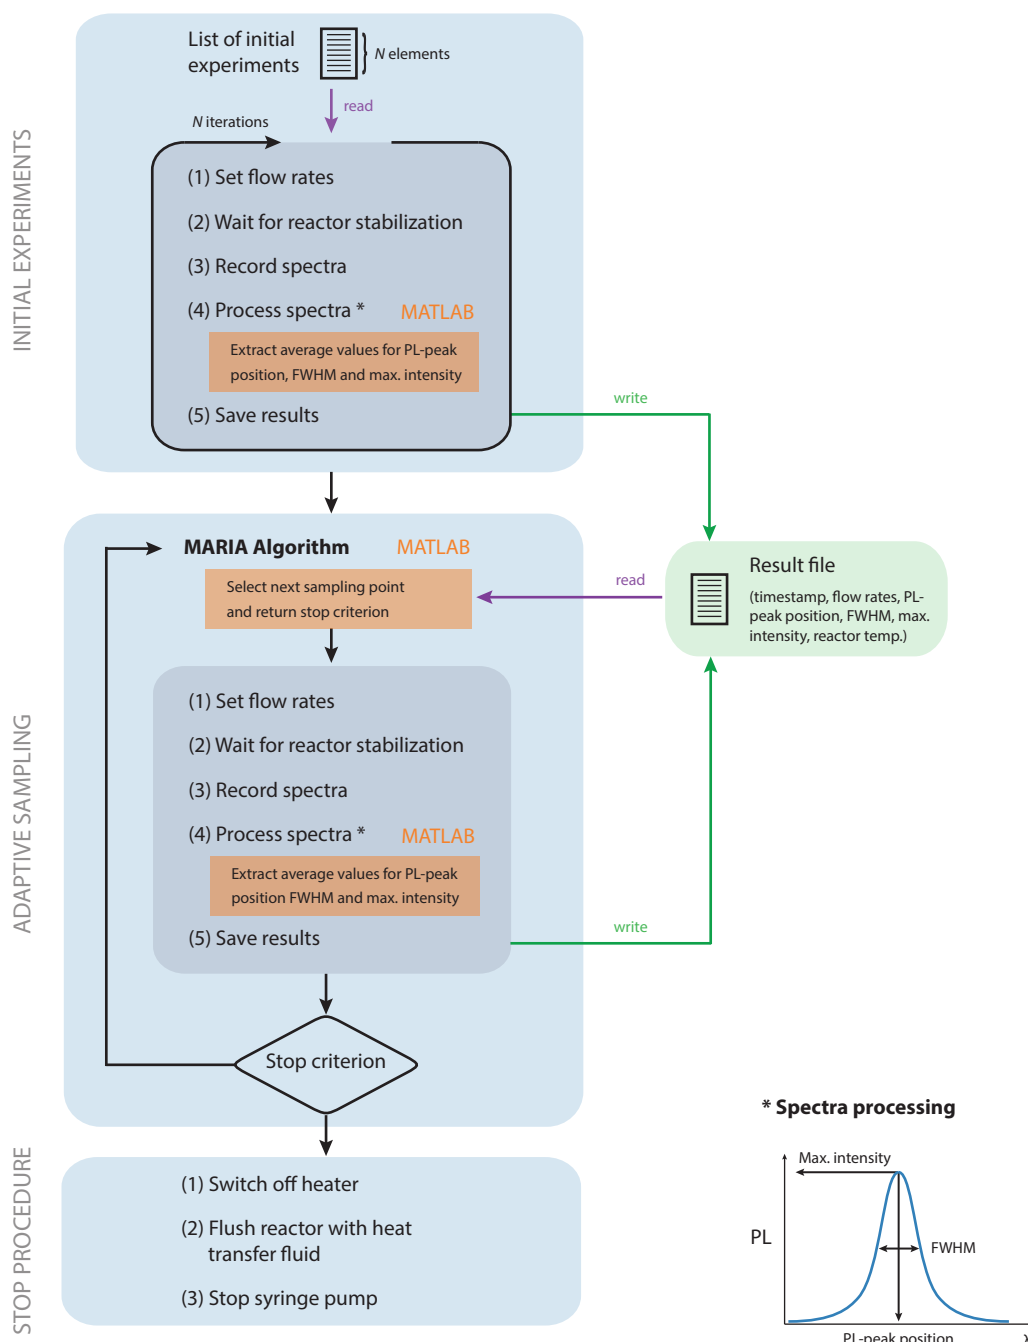 INITIAL EXPERIMENTS
List of initial
experiments
N elements
read
N iterations
(1) Set flow rates
(2) Wait for reactor stabilization
(3) Record spectra
(4) Process spectra * MATLAB
Extract average values for PL-peak
position, FWHM and max. intensity
(5) Save results
write
ADAPTIVE SAMPLING
MARIA Algorithm MATLAB
Select next sampling point
and return stop criterion
read
Result file
(timestamp, flow rates, PL-
peak position, FWHM, max.
intensity, reactor temp.)
(1) Set flow rates
(2) Wait for reactor stabilization
(3) Record spectra
(4) Process spectra * MATLAB
Extract average values for PL-peak
position FWHM and max. intensity
(5) Save results
write
Stop criterion
STOP PROCEDURE
(1) Switch off heater
(2) Flush reactor with heat
transfer fluid
(3) Stop syringe pump
* Spectra processing
Max. intensity
PL
FWHM
PL-peak position